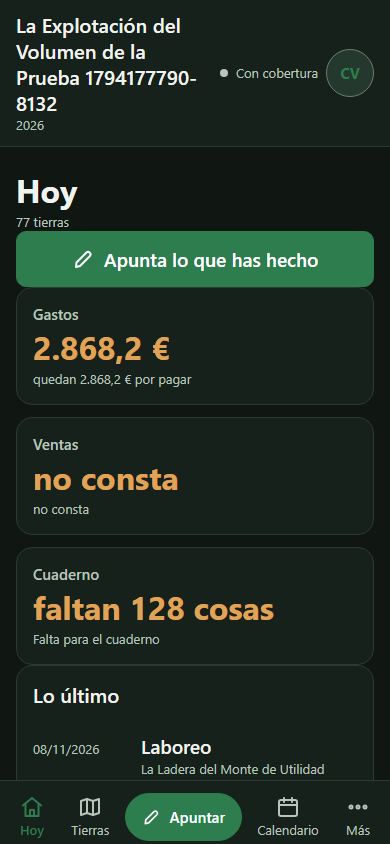 La Explotación del
Volumen de la
Prueba 1794177790-
8132
2026
Con cobertura
CV
Hoy
77 tierras
Apunta lo que has hecho
Gastos
2.868,2 €
quedan 2.868,2 € por pagar
Ventas
no consta
no consta
Cuaderno
faltan 128 cosas
Falta para el cuaderno
Lo último
08/11/2026
Laboreo
La Ladera del Monte de Utilidad
Hoy
Tierras
Apuntar
Calendario
Más